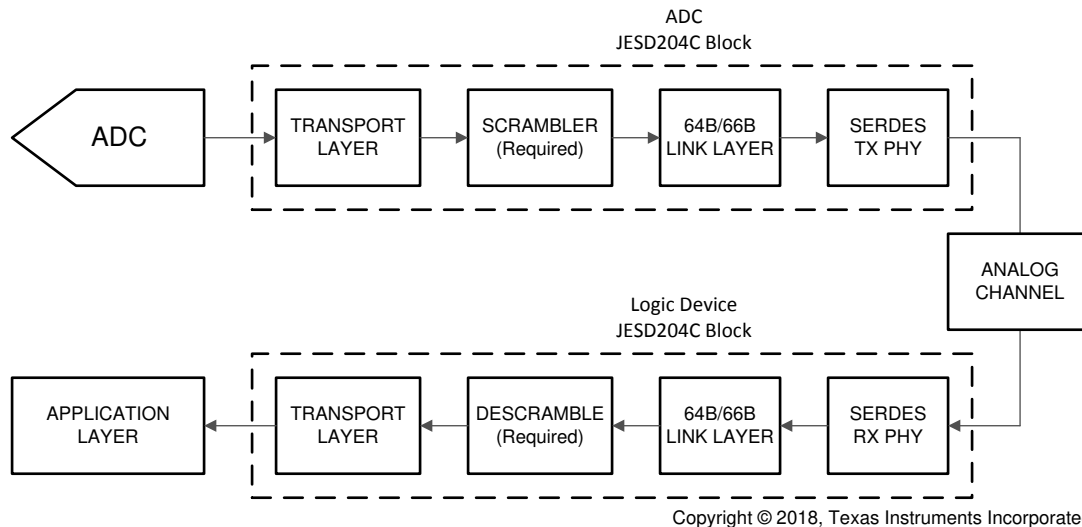 ADC
JESD204C Block
ADC
TRANSPORT
LAYER
SCRAMBLER
(Required)
64B/66B
LINK LAYER
SERDES
TX PHY
ANALOG
CHANNEL
Logic Device
JESD204C Block
APPLICATION
LAYER
TRANSPORT
LAYER
DESCRAMBLE
(Required)
64B/66B
LINK LAYER
SERDES
RX PHY
Copyright © 2018, Texas Instruments Incorporate